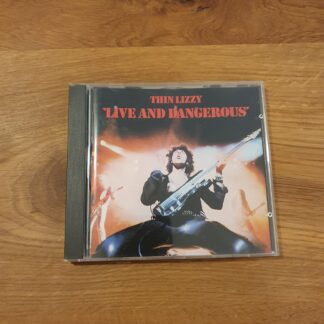 THIN LIZZY
"LIVE AND DANGEROUS"